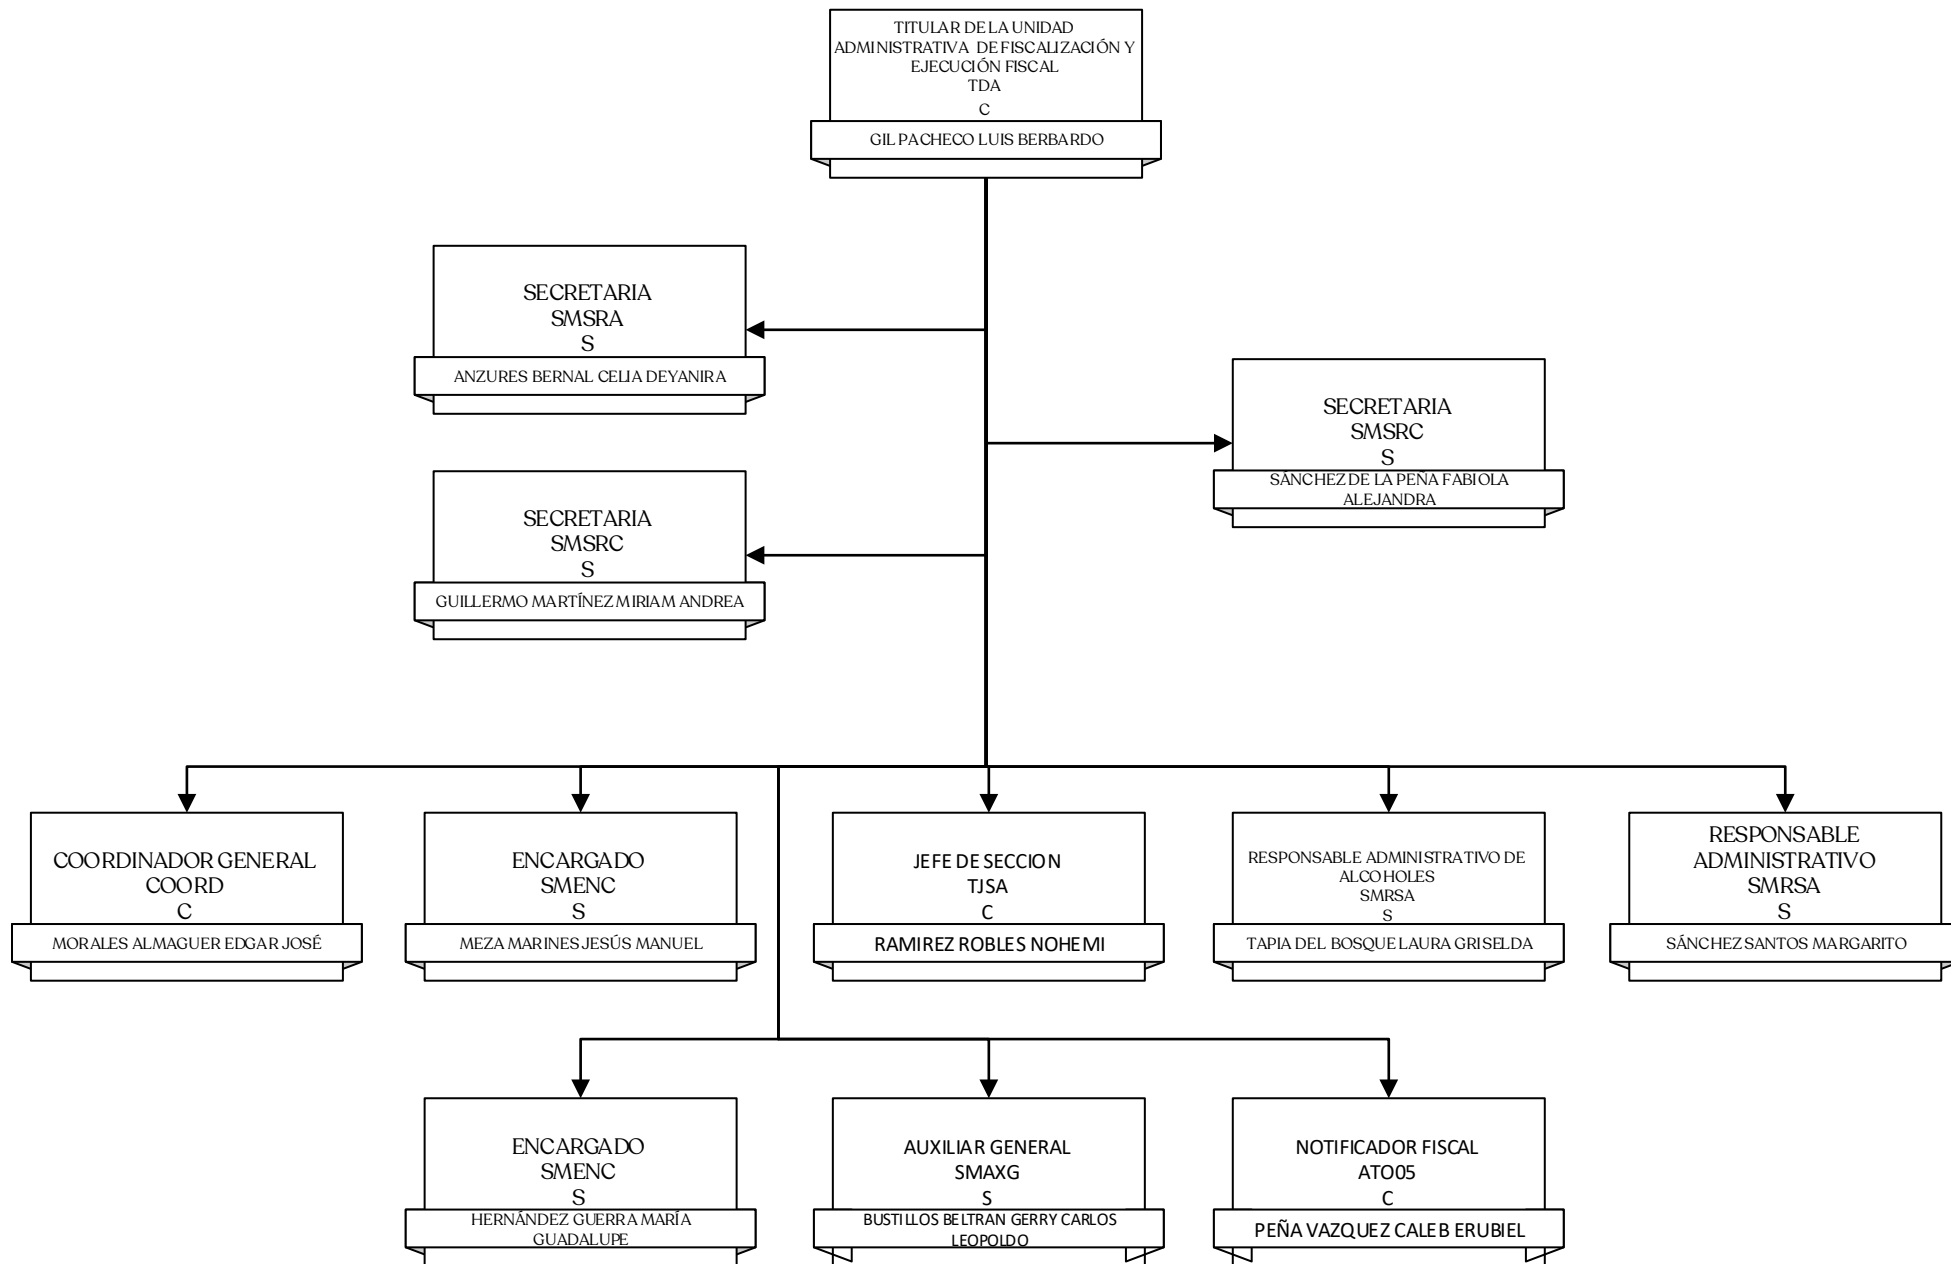 TITULAR DE LA UNIDAD
ADMINISTRATIVA DE FISCALIZACIÓN Y
EJECUCIÓN FISCAL
TDA
C
GIL PACHECO LUIS BERBARDO
SECRETARIA
SMSRA
S
ANZURES BERNAL CELIA DEYANIRA
SECRETARIA
SMSRC
S
SÁNCHEZ DE LA PEÑA FABIOLA
ALEJANDRA
SECRETARIA
SMSRC
S
GUILLERMO MARTÍNEZ MIRIAM ANDREA
COORDINADOR GENERAL
COORD
C
MORALES ALMAGUER EDGAR JOSÉ
ENCARGADO
SMENC
S
MEZA MARINES JESÚS MANUEL
JEFE DE SECCION
TJSA
C
RAMIREZ ROBLES NOHEMI
RESPONSABLE ADMINISTRATIVO DE
ALCOHOLES
SMRSA
S
TAPIA DEL BOSQUE LAURA GRISELDA
RESPONSABLE
ADMINISTRATIVO
SMRSA
S
SÁNCHEZ SANTOS MARGARITO
ENCARGADO
SMENC
S
HERNÁNDEZ GUERRA MARÍA
GUADALUPE
AUXILIAR GENERAL
SMAXG
S
BUSTILLOS BELTRAN GERRY CARLOS
LEOPOLDO
NOTIFICADOR FISCAL
ATO05
C
PEÑA VAZQUEZ CALEB ERUBIEL